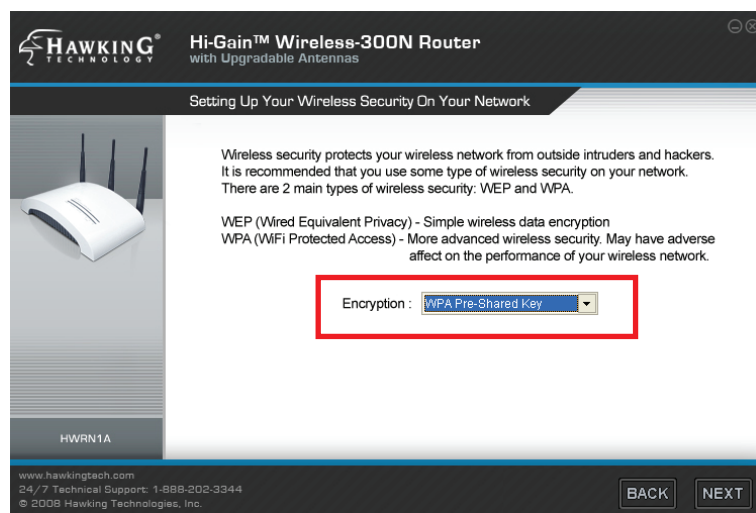 HAWKING®
TECHNOLOGY
Hi-Gain™ Wireless-300N Router
with Upgradable Antennas
Setting Up Your Wireless Security On Your Network
Wireless security protects your wireless network from outside intruders and hackers.
It is recommended that you use some type of wireless security on your network.
There are 2 main types of wireless security: WEP and WPA.
WEP (Wired Equivalent Privacy) - Simple wireless data encryption
WPA (WiFi Protected Access) - More advanced wireless security. May have adverse
affect on the performance of your wireless network.
Encryption : WPA Pre-Shared Key
HWRN1A
www.hawkingtech.com
24/7 Technical Support: 1-888-202-3344
© 2008 Hawking Technologies, Inc.
BACK NEXT